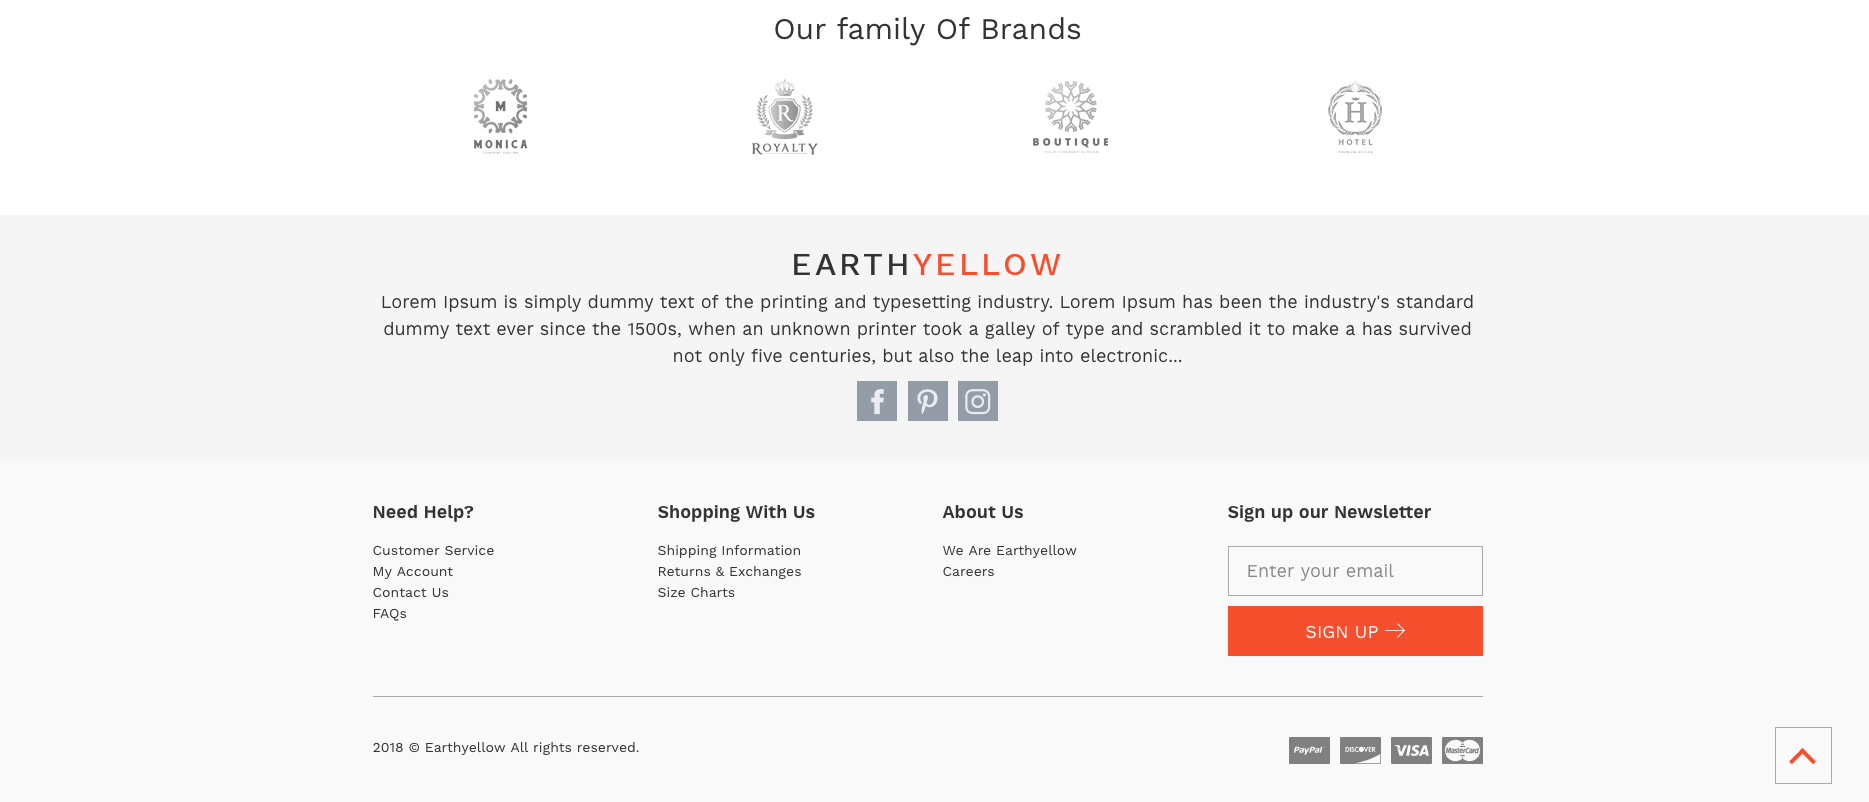 Our family Of Brands
M
MONICA
R
ROYALTY
BOUTIQUE
H
HOTEL
EARTHYELLOW
Lorem Ipsum is simply dummy text of the printing and typesetting industry. Lorem Ipsum has been the industry's standard
dummy text ever since the 1500s, when an unknown printer took a galley of type and scrambled it to make a has survived
not only five centuries, but also the leap into electronic...
Need Help?
Customer Service
My Account
Contact Us
FAQs
Shopping With Us
Shipping Information
Returns & Exchanges
Size Charts
About Us
We Are Earthyellow
Careers
Sign up our Newsletter
Enter your email
SIGN UP
2018 © Earthyellow All rights reserved.
PayPal
DISCOVER
VISA
MasterCard